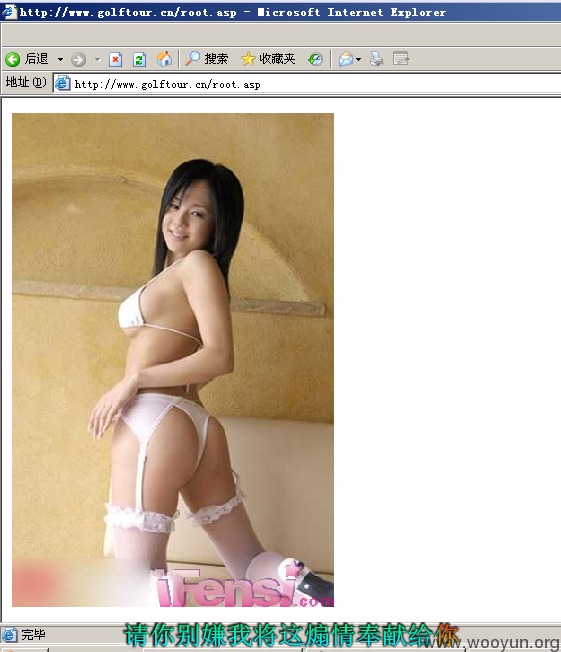 http://www.golftour.cn/root.asp - Microsoft Internet Explorer
后退 搜索 收藏夹
地址(D) http://www.golftour.cn/root.asp
iFensi.com
完毕
请你别嫌我将这煽情奉献给你
www.wooyun.org